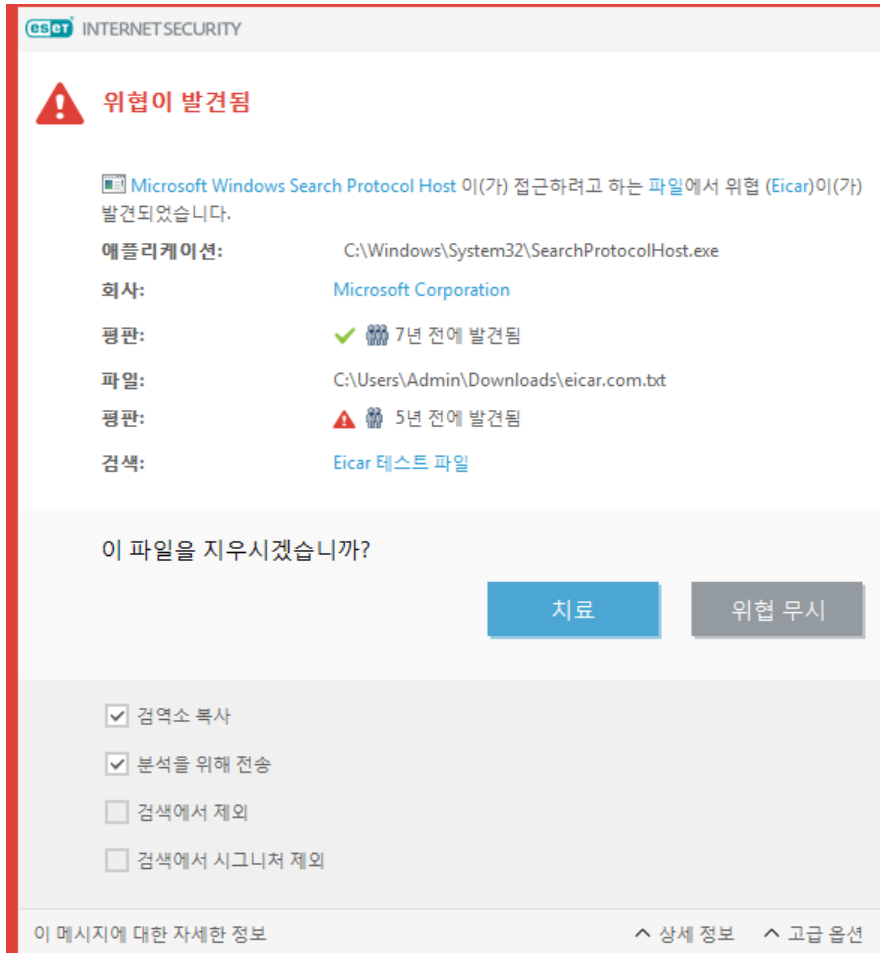 eset INTERNET SECURITY
위협이 발견됨
Microsoft Windows Search Protocol Host 이(가) 접근하려고 하는 파일에서 위협 (Eicar)이(가)
발견되었습니다.
애플리케이션: C:\Windows\System32\SearchProtocolHost.exe
회사: Microsoft Corporation
평판: 7년 전에 발견됨
파일: C:\Users\Admin\Downloads\eicar.com.txt
평판: 5년 전에 발견됨
검색: Eicar 테스트 파일
이 파일을 지우시겠습니까?
치료 위협 무시
검역소 복사
분석을 위해 전송
검색에서 제외
검색에서 시그니처 제외
이 메시지에 대한 자세한 정보 상세 정보 고급 옵션